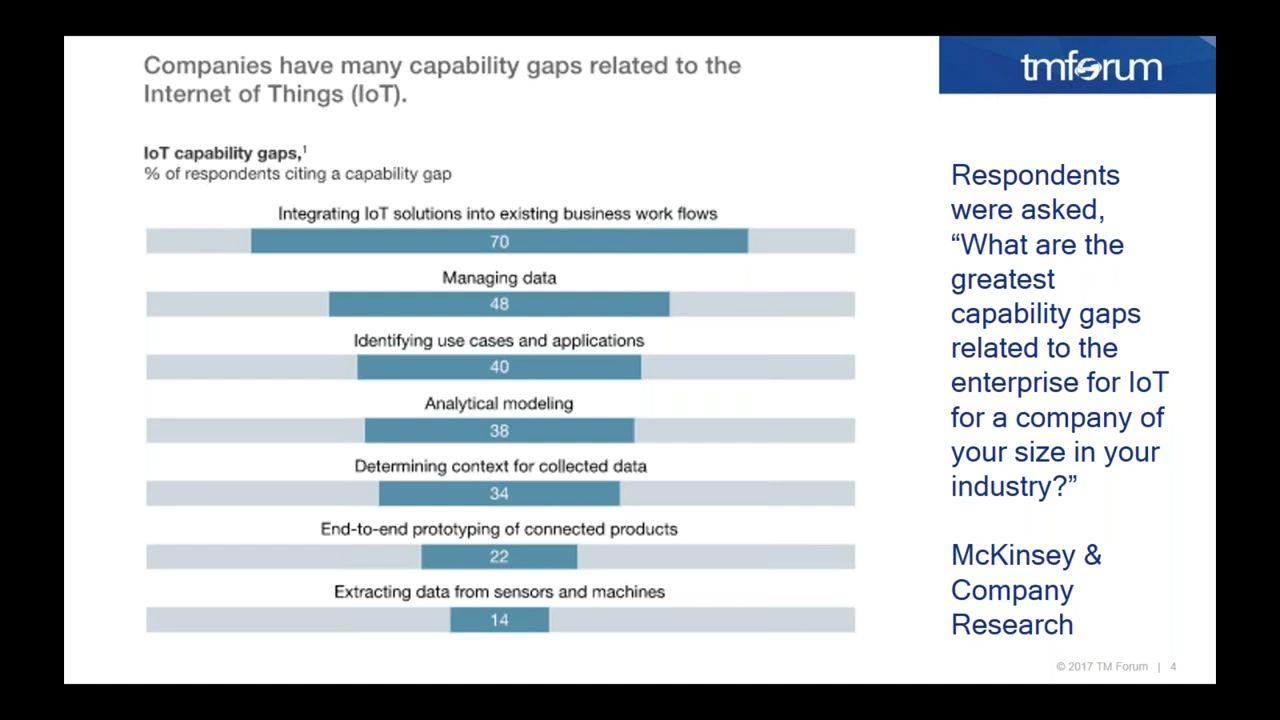 Companies have many capability gaps related to the
Internet of Things (IoT).
tmforum
IoT capability gaps,¹
% of respondents citing a capability gap
Integrating IoT solutions into existing business work flows
70
Managing data
48
Identifying use cases and applications
40
Analytical modeling
38
Determining context for collected data
34
End-to-end prototyping of connected products
22
Extracting data from sensors and machines
14
Respondents
were asked,
“What are the
greatest
capability gaps
related to the
enterprise for IoT
for a company of
your size in your
industry?”
McKinsey &
Company
Research
© 2017 TM Forum | 4